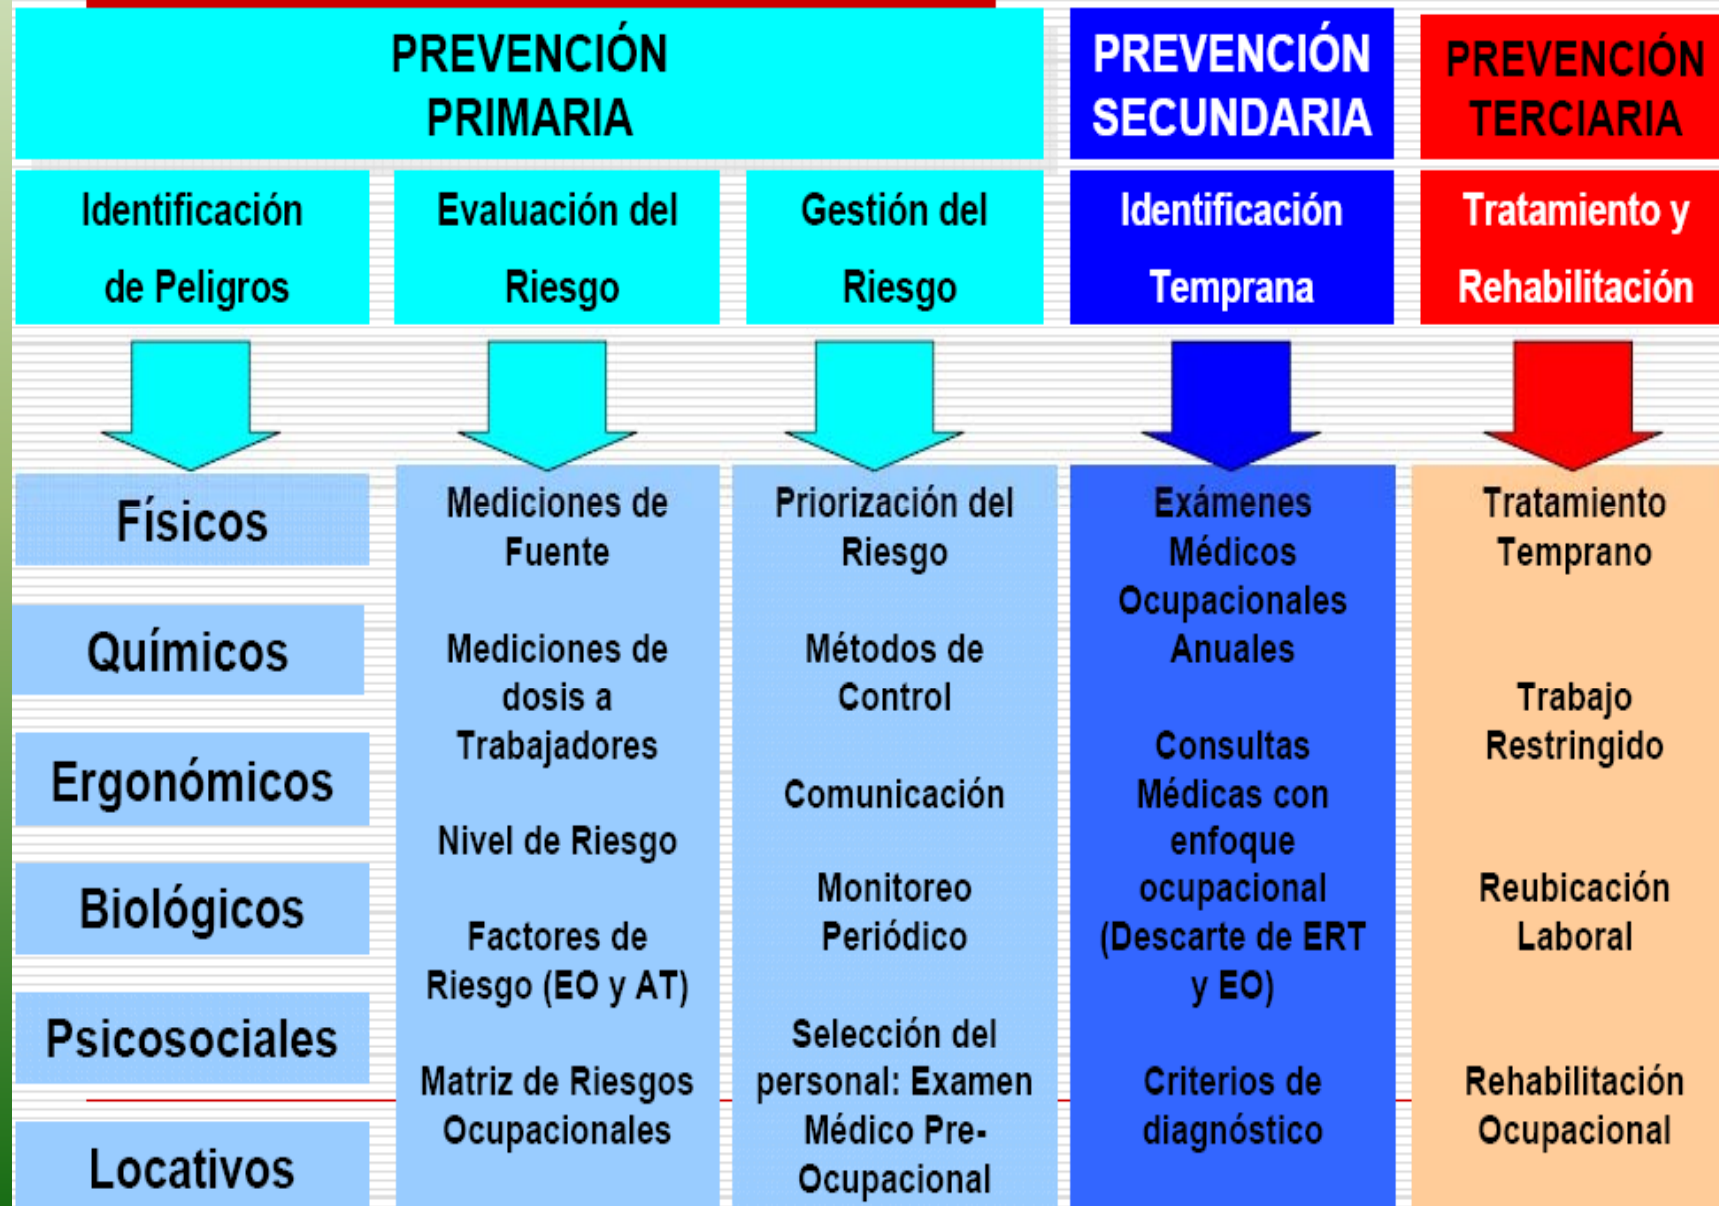 PREVENCIÓN
PRIMARIA
PREVENCIÓN
SECUNDARIA
PREVENCIÓN
TERCIARIA
Identificación
de Peligros
Evaluación del
Riesgo
Gestión del
Riesgo
Identificación
Temprana
Tratamiento y
Rehabilitación
Físicos
Químicos
Ergonómicos
Biológicos
Psicosociales
Locativos
Mediciones de
Fuente
Mediciones de
dosis a
Trabajadores
Nivel de Riesgo
Factores de
Riesgo (EO y AT)
Matriz de Riesgos
Ocupacionales
Priorización del
Riesgo
Métodos de
Control
Comunicación
Monitoreo
Periódico
Selección del
personal: Examen
Médico Pre-
Ocupacional
Exámenes
Médicos
Ocupacionales
Anuales
Consultas
Médicas con
enfoque
ocupacional
(Descarte de ERT
y EO)
Criterios de
diagnóstico
Tratamiento
Temprano
Trabajo
Restringido
Reubicación
Laboral
Rehabilitación
Ocupacional